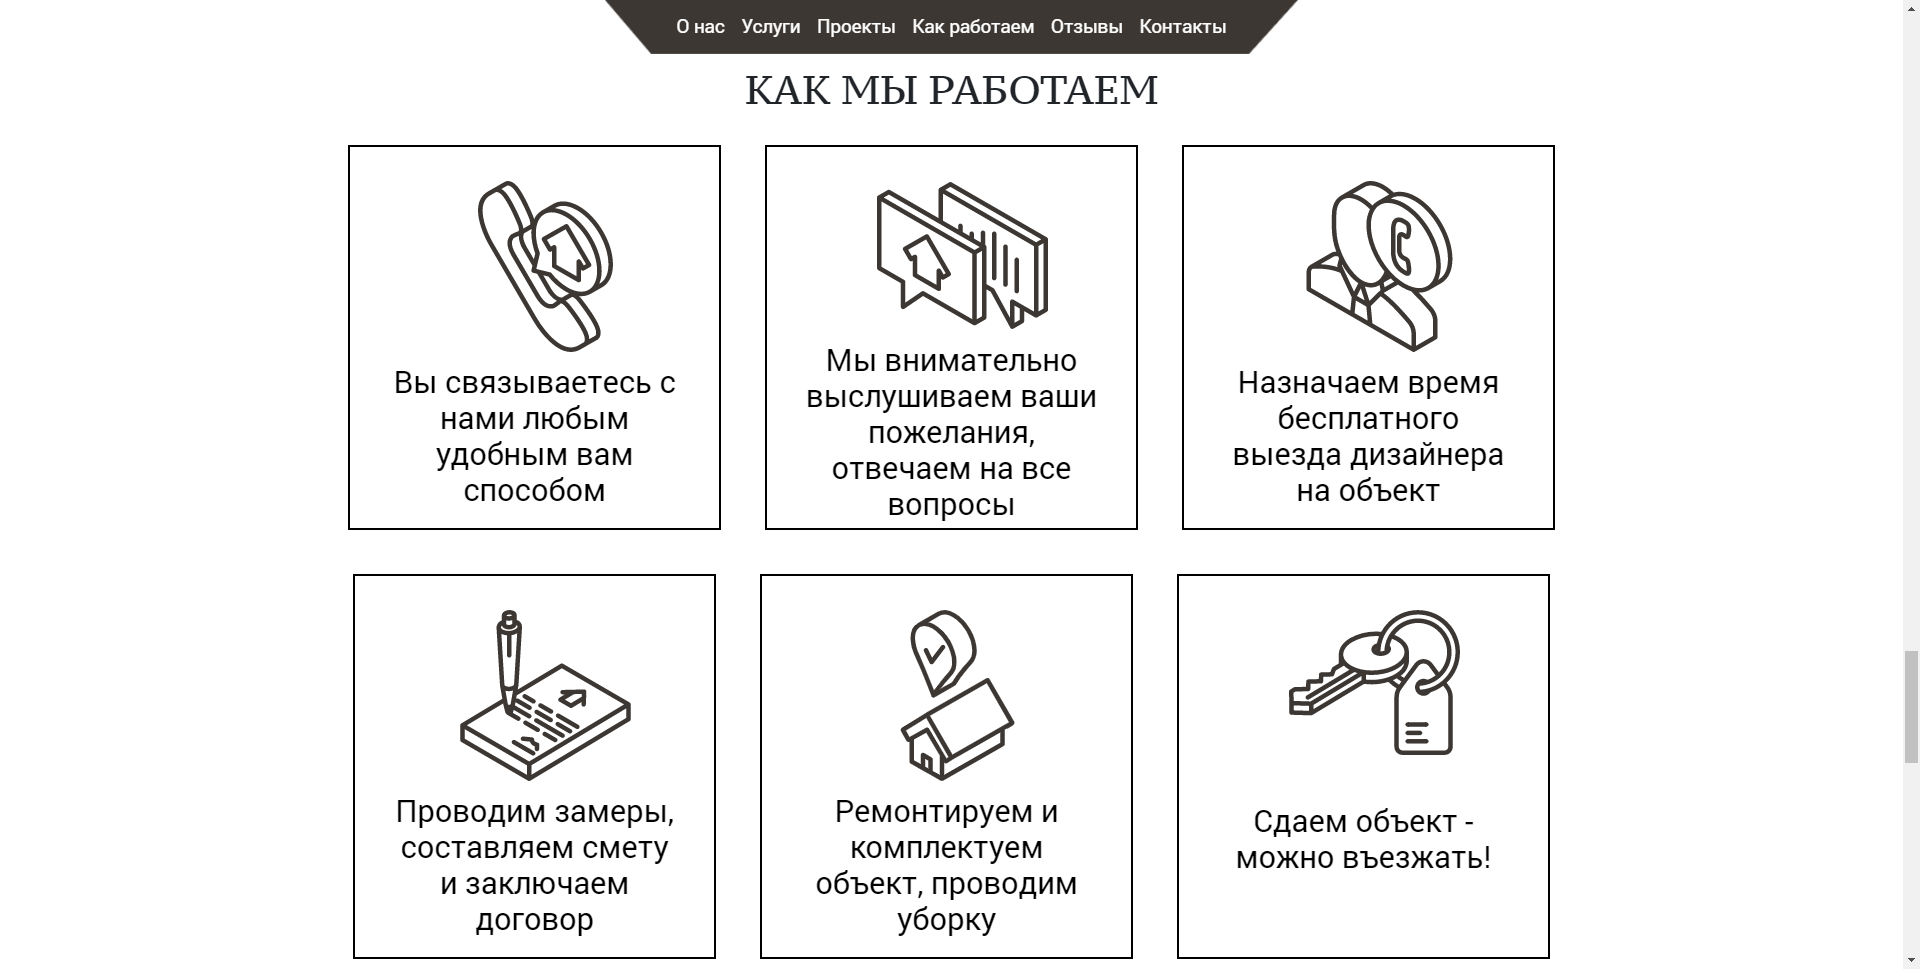 О нас Услуги Проекты Как работаем Отзывы Контакты
КАК МЫ РАБОТАЕМ
Вы связываетесь с
нами любым
удобным вам
способом
Мы внимательно
выслушиваем ваши
пожелания,
отвечаем на все
вопросы
Назначаем время
бесплатного
выезда дизайнера
на объект
Проводим замеры,
составляем смету
и заключаем
договор
Ремонтируем и
комплектуем
объект, проводим
уборку
Сдаем объект -
можно въезжать!